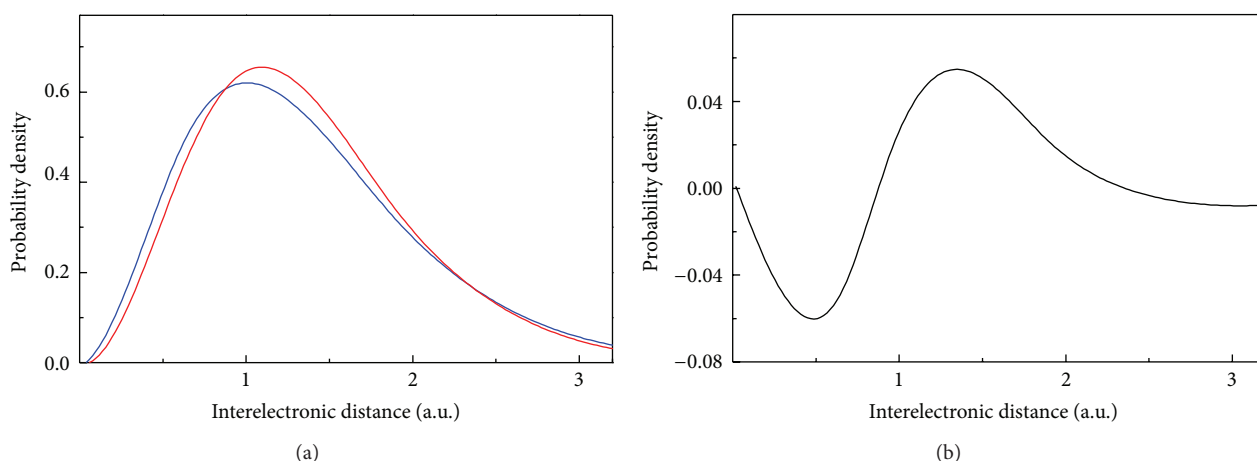 Probability density
0.6
0.4
0.2
0.0
1
2
3
Interelectronic distance (a.u.)
(a)
Probability density
0.04
0.00
−0.04
−0.08
1
2
3
Interelectronic distance (a.u.)
(b)